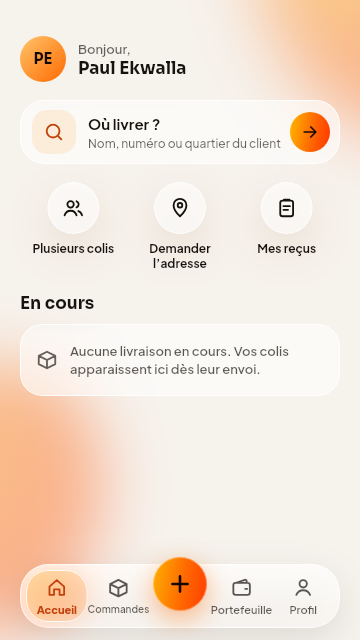 PE
Bonjour,
Paul Ekwalla
Où livrer ?
Nom, numéro ou quartier du client
Plusieurs colis
Demander
l'adresse
Mes reçus
En cours
Aucune livraison en cours. Vos colis
apparaissent ici dès leur envoi.
Accueil
Commandes
Portefeuille
Profil